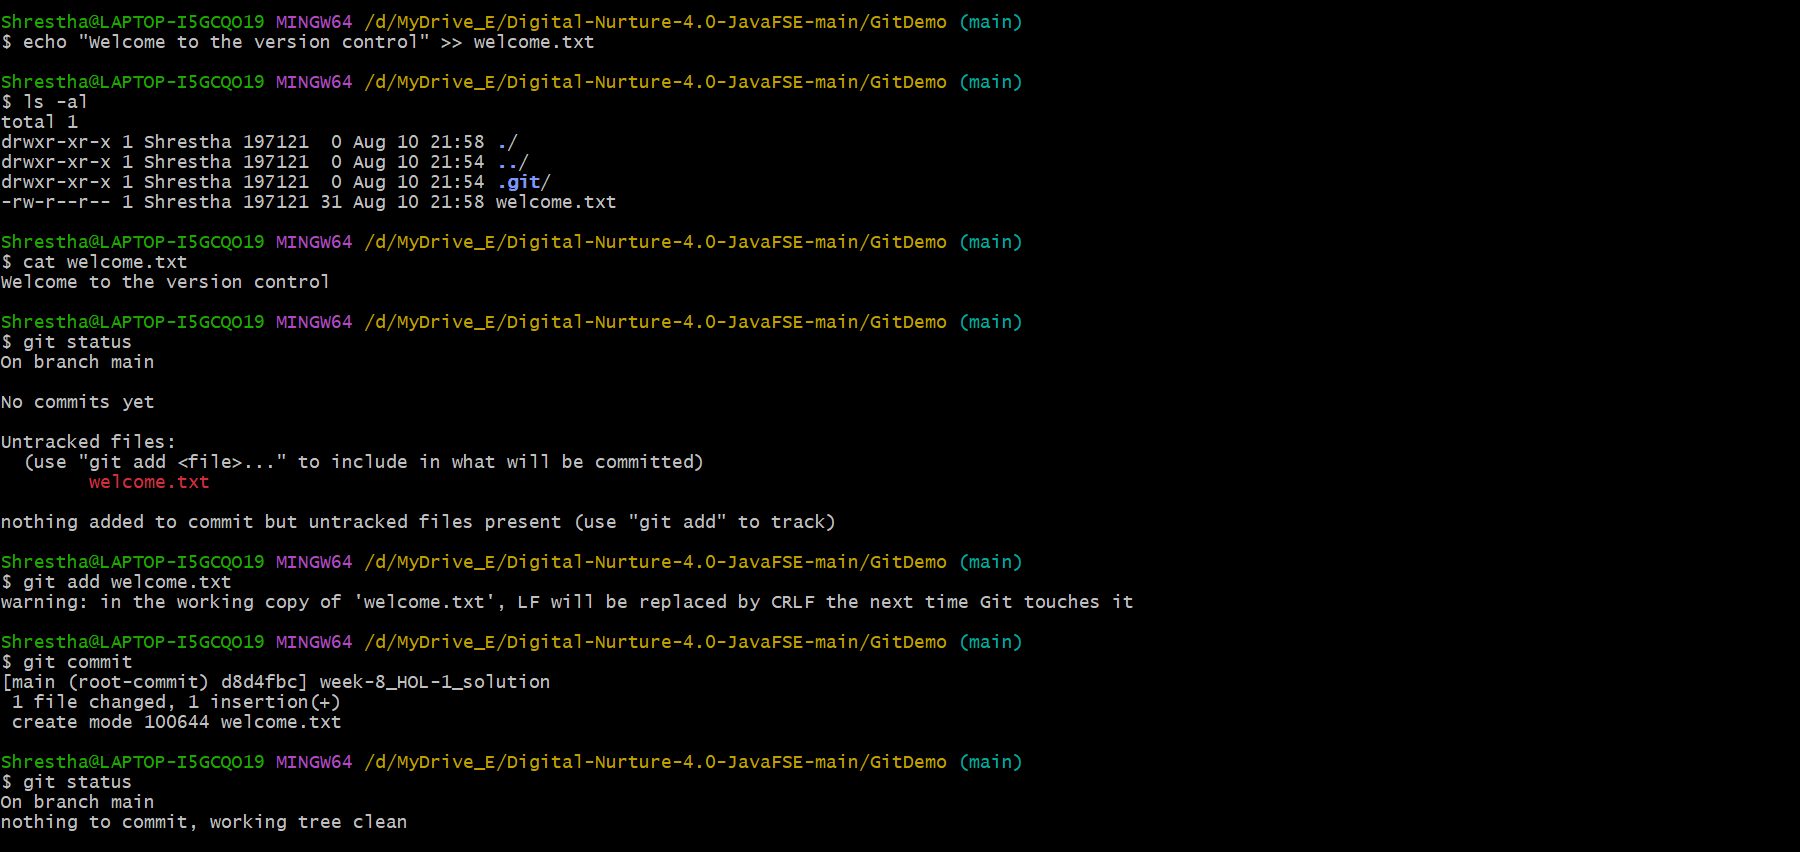 Shrestha@LAPTOP-I5GCQO19 MINGW64 /d/MyDrive_E/Digital-Nurture-4.0-JavaFSE-main/GitDemo (main)
$ echo "Welcome to the version control" >> welcome.txt

Shrestha@LAPTOP-I5GCQO19 MINGW64 /d/MyDrive_E/Digital-Nurture-4.0-JavaFSE-main/GitDemo (main)
$ ls -al
total 1
drwxr-xr-x 1 Shrestha 197121  0 Aug 10 21:58 ./
drwxr-xr-x 1 Shrestha 197121  0 Aug 10 21:54 ../
drwxr-xr-x 1 Shrestha 197121  0 Aug 10 21:54 .git/
-rw-r--r-- 1 Shrestha 197121 31 Aug 10 21:58 welcome.txt

Shrestha@LAPTOP-I5GCQO19 MINGW64 /d/MyDrive_E/Digital-Nurture-4.0-JavaFSE-main/GitDemo (main)
$ cat welcome.txt
Welcome to the version control

Shrestha@LAPTOP-I5GCQO19 MINGW64 /d/MyDrive_E/Digital-Nurture-4.0-JavaFSE-main/GitDemo (main)
$ git status
On branch main

No commits yet

Untracked files:
  (use "git add <file>..." to include in what will be committed)
        welcome.txt

nothing added to commit but untracked files present (use "git add" to track)

Shrestha@LAPTOP-I5GCQO19 MINGW64 /d/MyDrive_E/Digital-Nurture-4.0-JavaFSE-main/GitDemo (main)
$ git add welcome.txt
warning: in the working copy of 'welcome.txt', LF will be replaced by CRLF the next time Git touches it

Shrestha@LAPTOP-I5GCQO19 MINGW64 /d/MyDrive_E/Digital-Nurture-4.0-JavaFSE-main/GitDemo (main)
$ git commit
[main (root-commit) d8d4fbc] week-8_HOL-1_solution
 1 file changed, 1 insertion(+)
 create mode 100644 welcome.txt

Shrestha@LAPTOP-I5GCQO19 MINGW64 /d/MyDrive_E/Digital-Nurture-4.0-JavaFSE-main/GitDemo (main)
$ git status
On branch main
nothing to commit, working tree clean